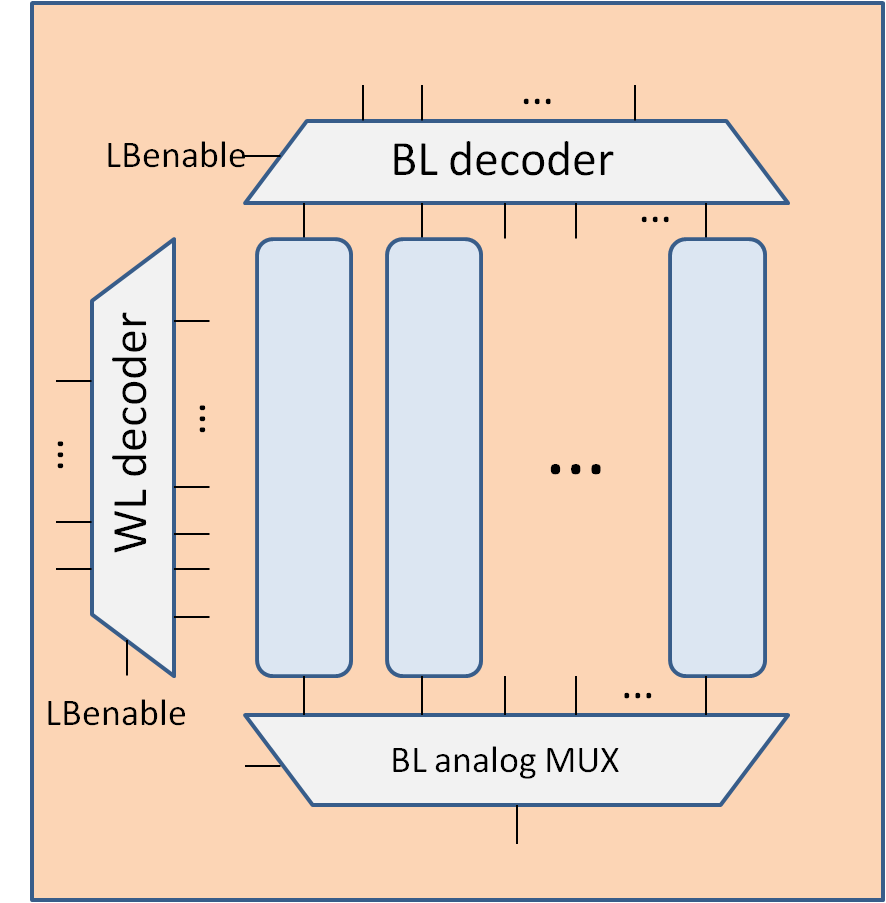 ...
LBenable
BL decoder
...
WL decoder
...
...
...
LBenable
...
BL analog MUX